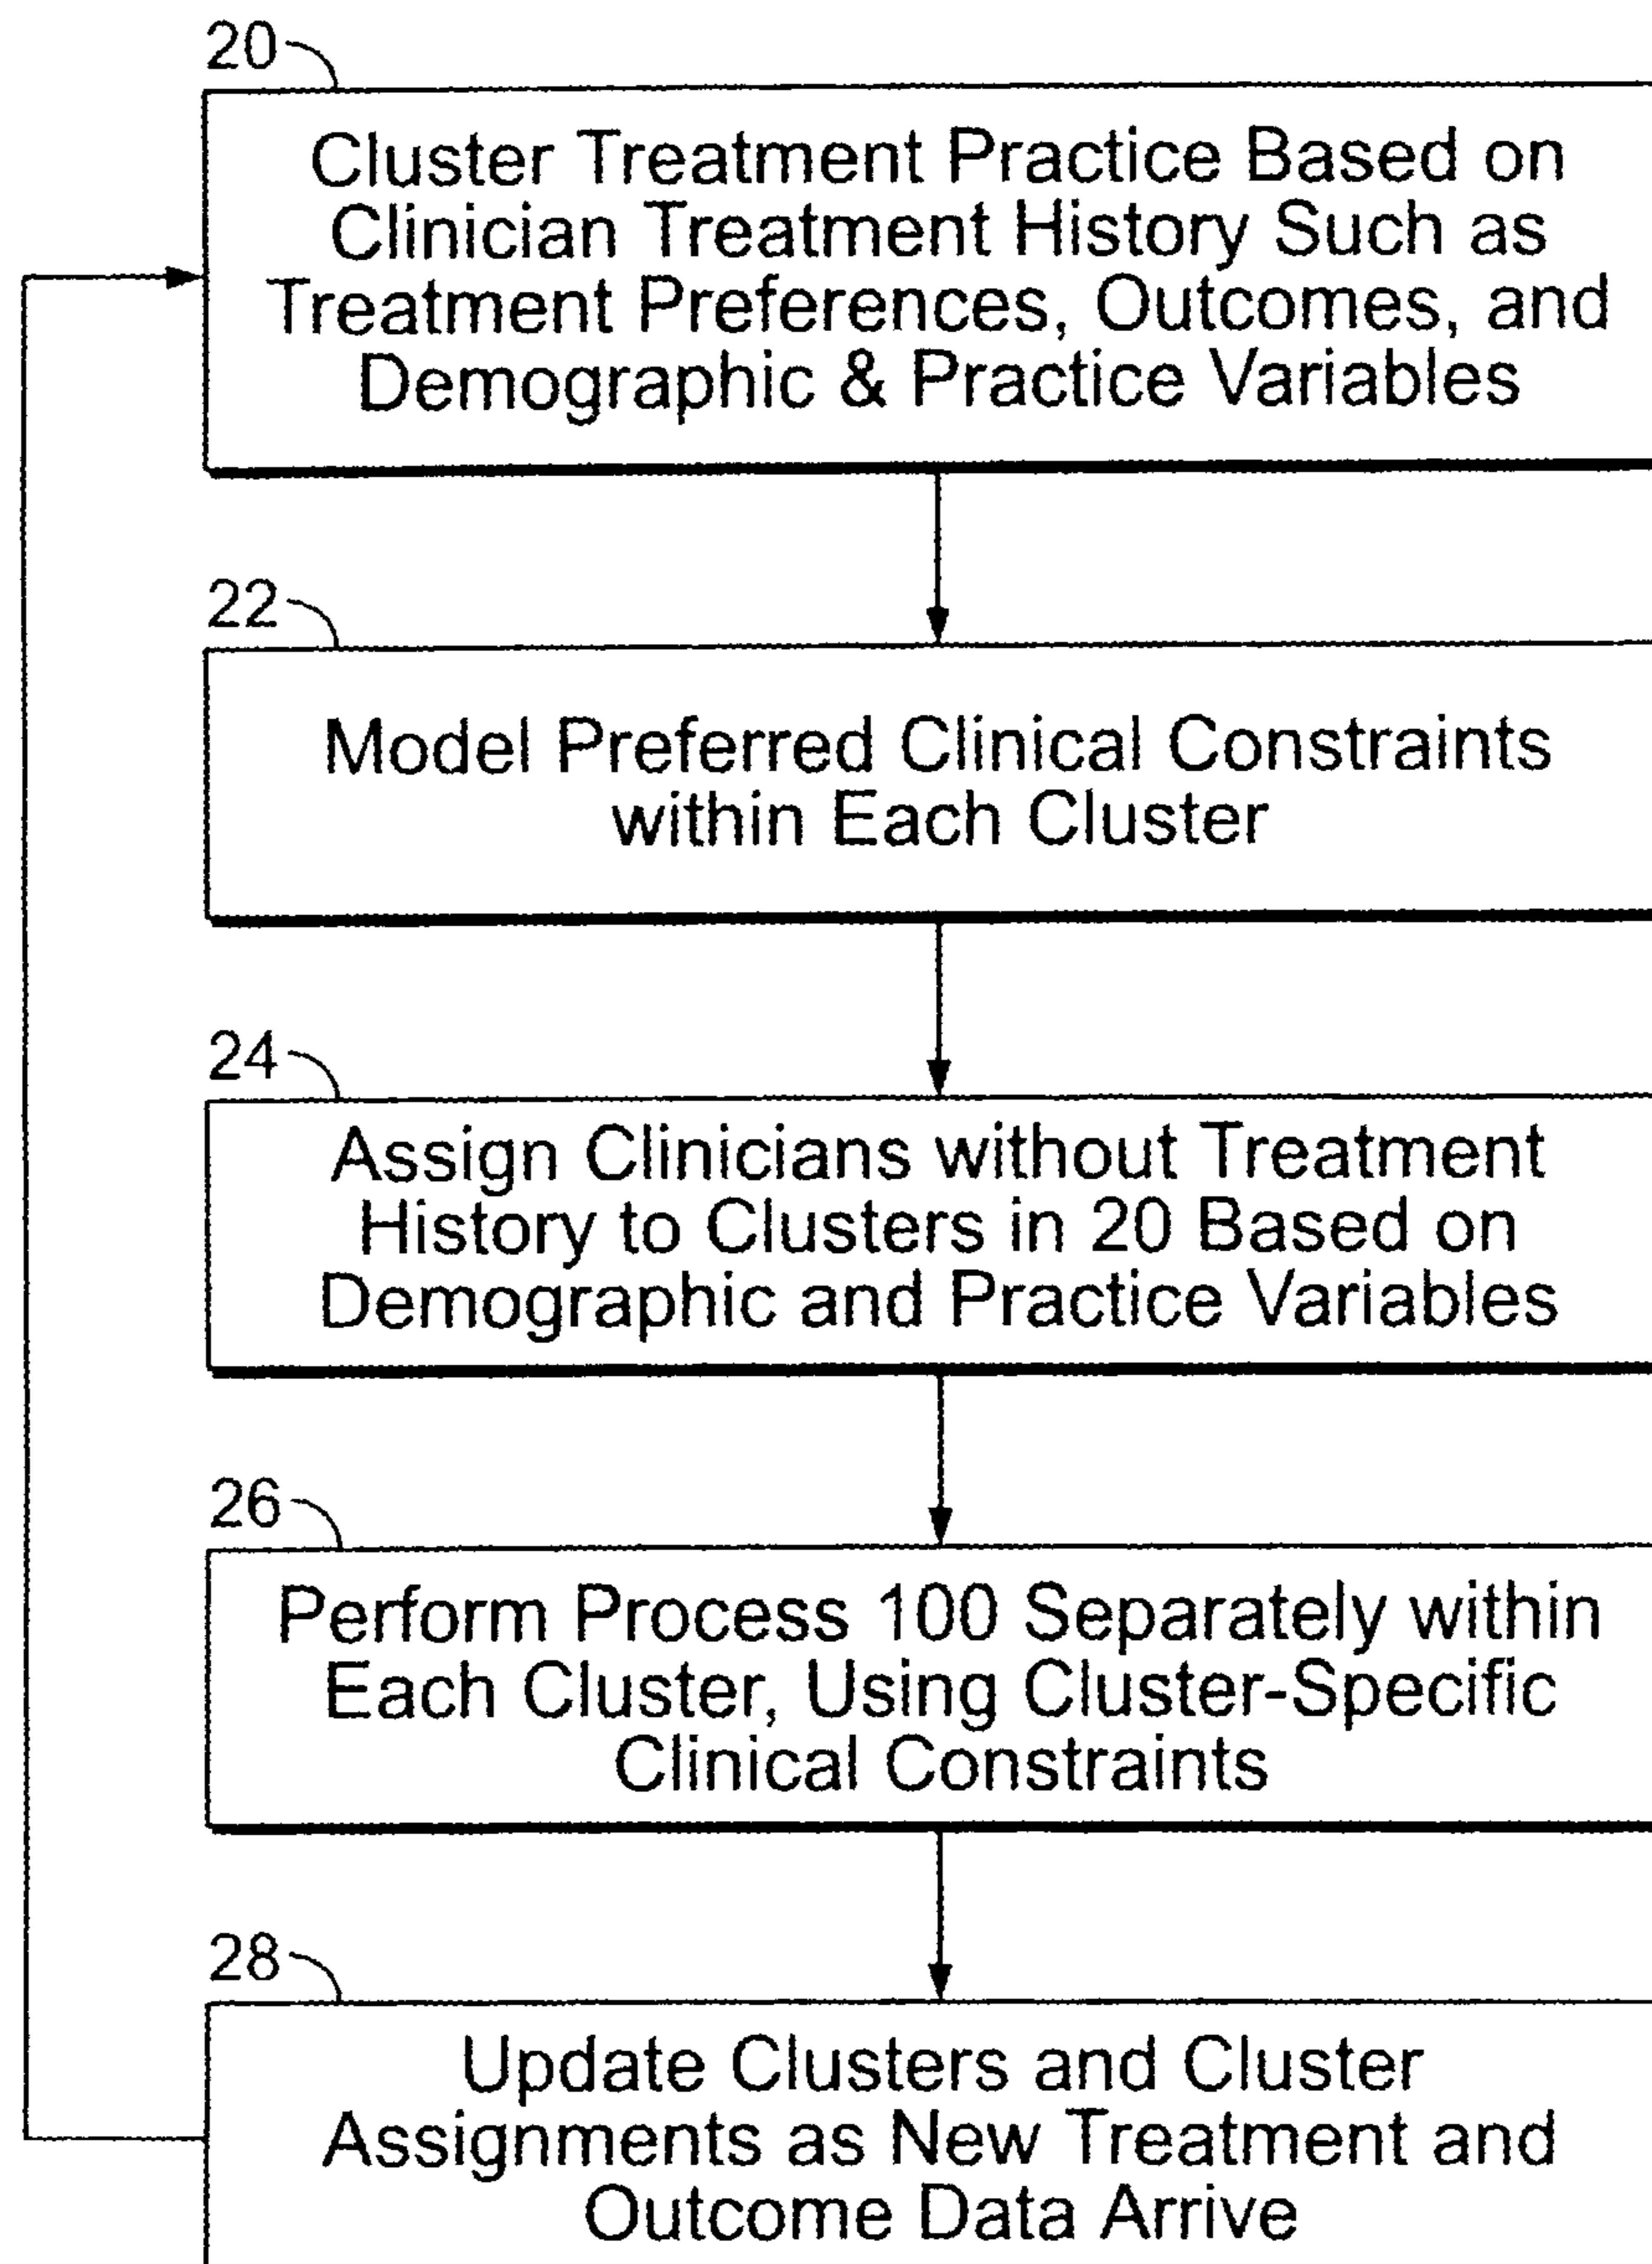 20
Cluster Treatment Practice Based on
Clinician Treatment History Such as
Treatment Preferences, Outcomes, and
Demographic & Practice Variables
22
Model Preferred Clinical Constraints
within Each Cluster
24
Assign Clinicians without Treatment
History to Clusters in 20 Based on
Demographic and Practice Variables
26
Perform Process 100 Separately within
Each Cluster, Using Cluster-Specific
Clinical Constraints
28
Update Clusters and Cluster
Assignments as New Treatment and
Outcome Data Arrive